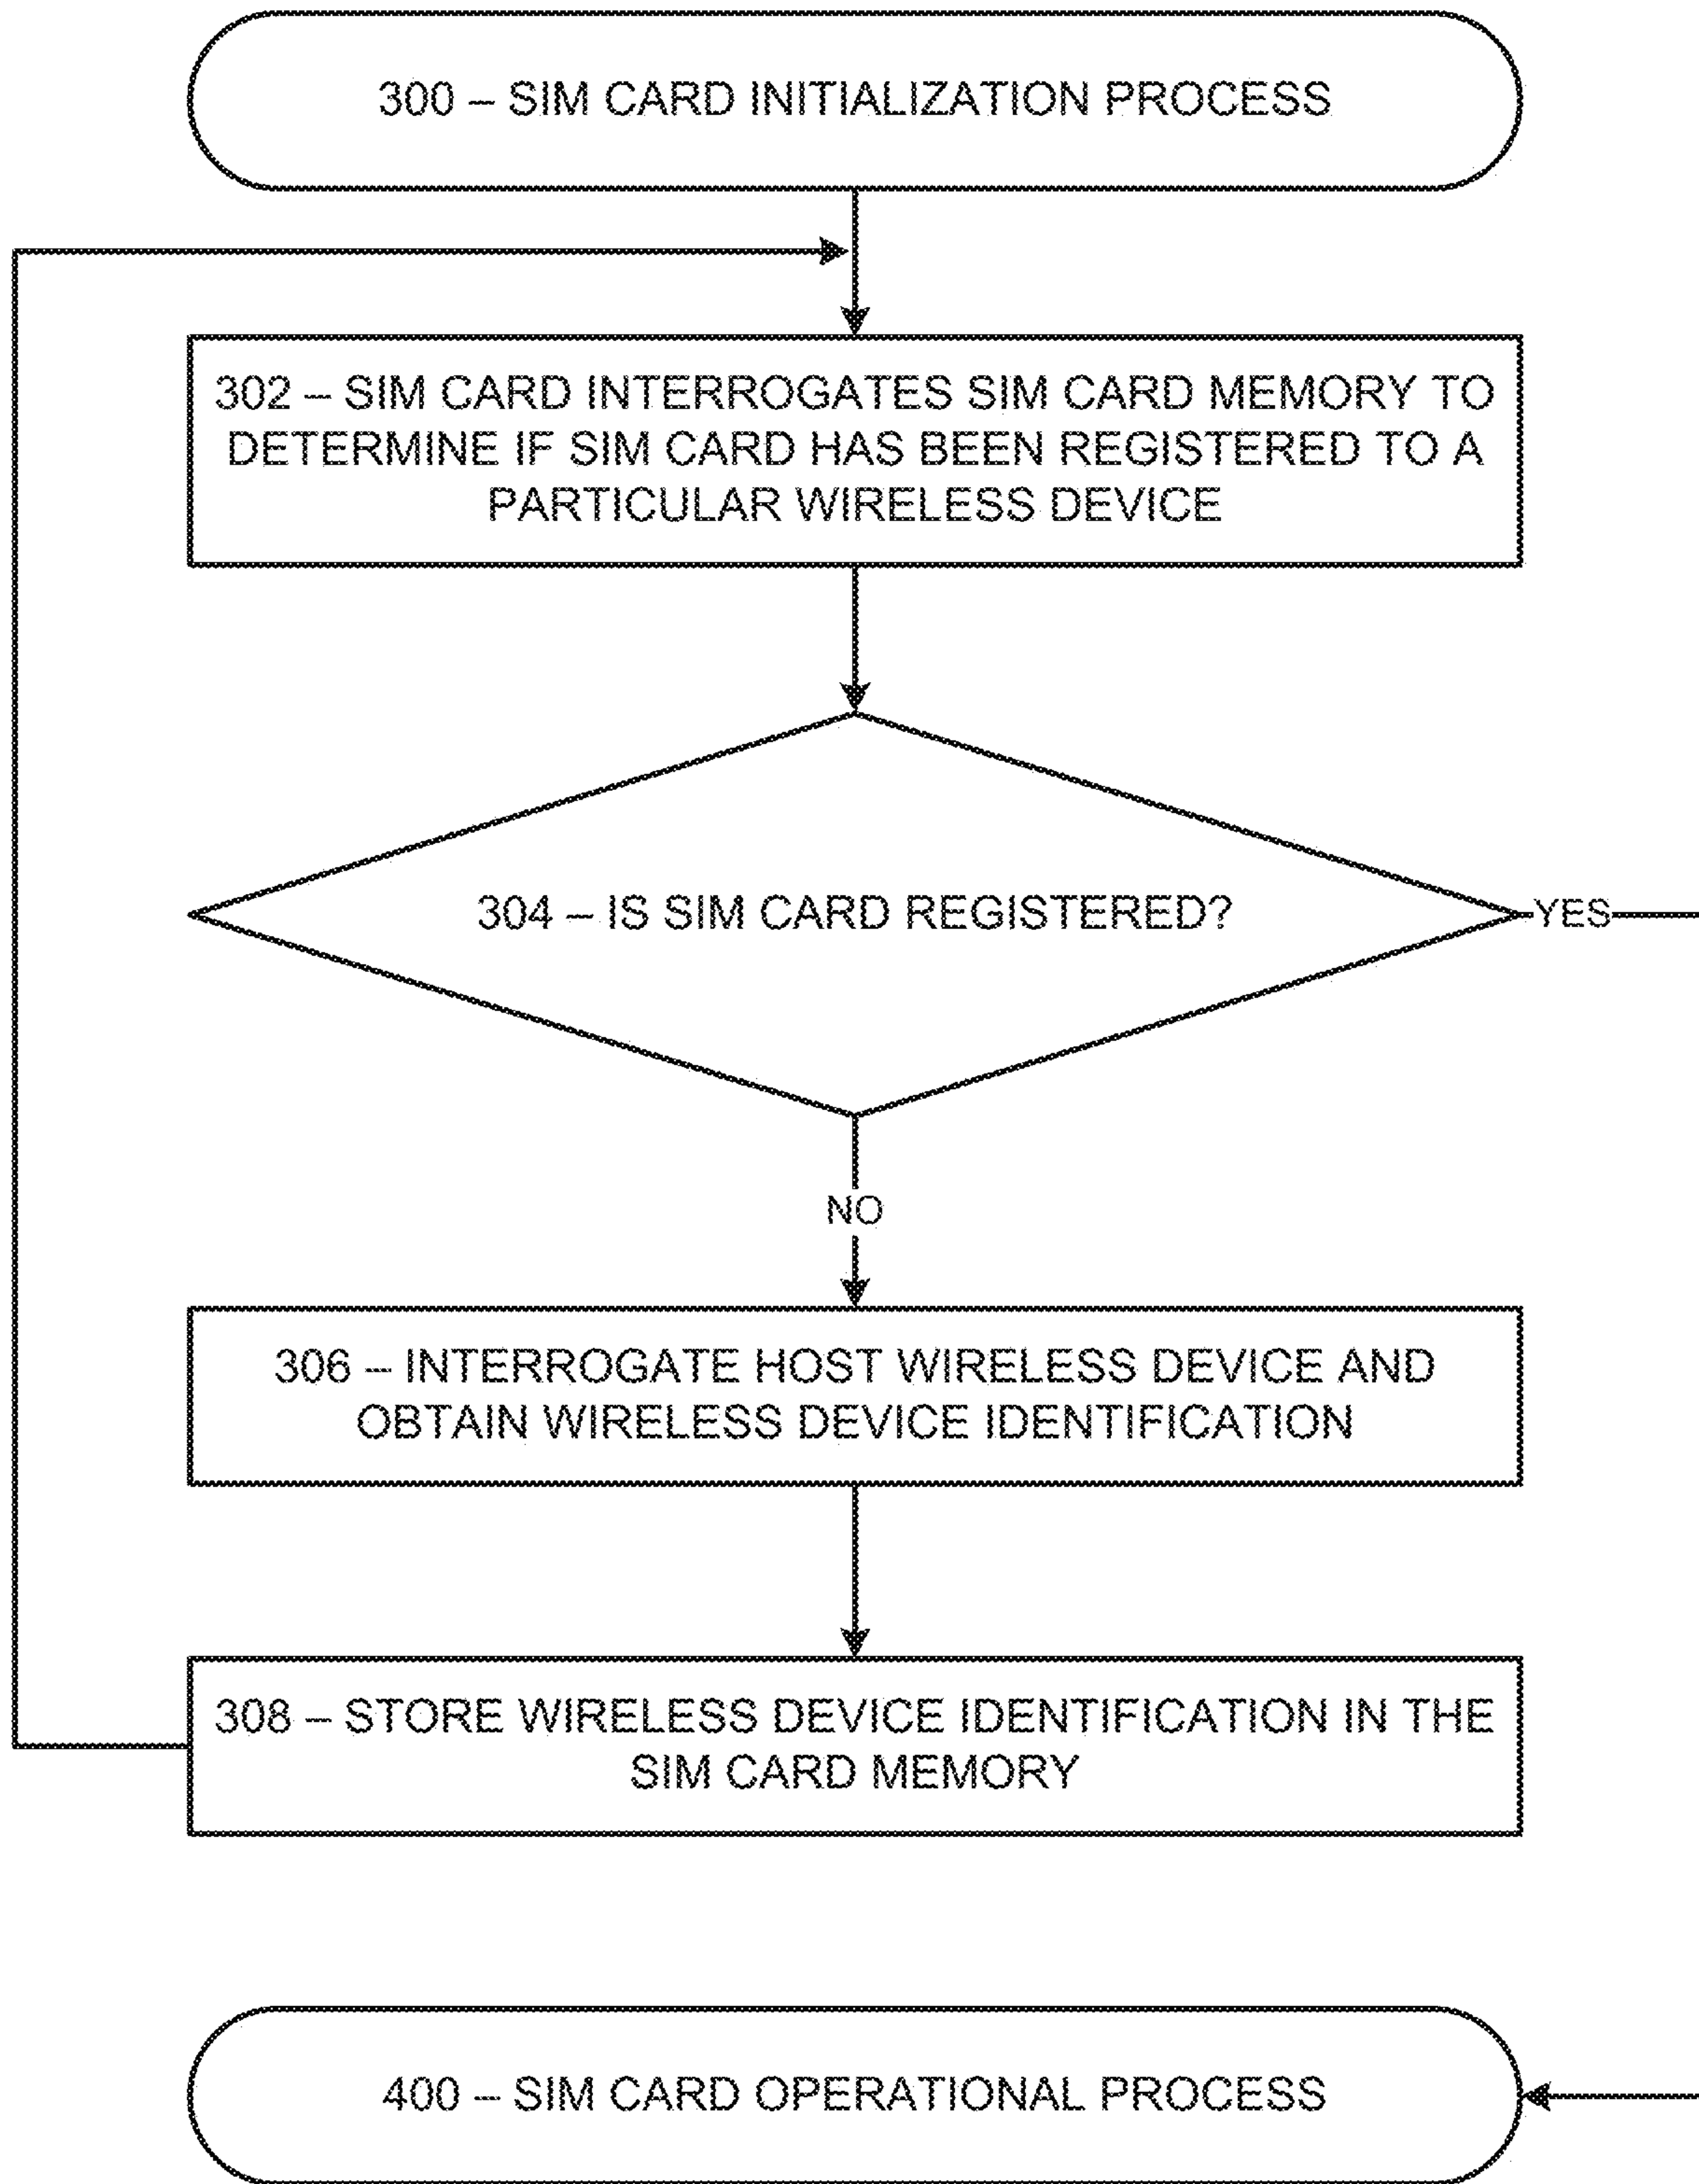 300 – SIM CARD INITIALIZATION PROCESS
302 – SIM CARD INTERROGATES SIM CARD MEMORY TO
DETERMINE IF SIM CARD HAS BEEN REGISTERED TO A
PARTICULAR WIRELESS DEVICE
304 – IS SIM CARD REGISTERED?
YES
NO
306 – INTERROGATE HOST WIRELESS DEVICE AND
OBTAIN WIRELESS DEVICE IDENTIFICATION
308 – STORE WIRELESS DEVICE IDENTIFICATION IN THE
SIM CARD MEMORY
400 – SIM CARD OPERATIONAL PROCESS